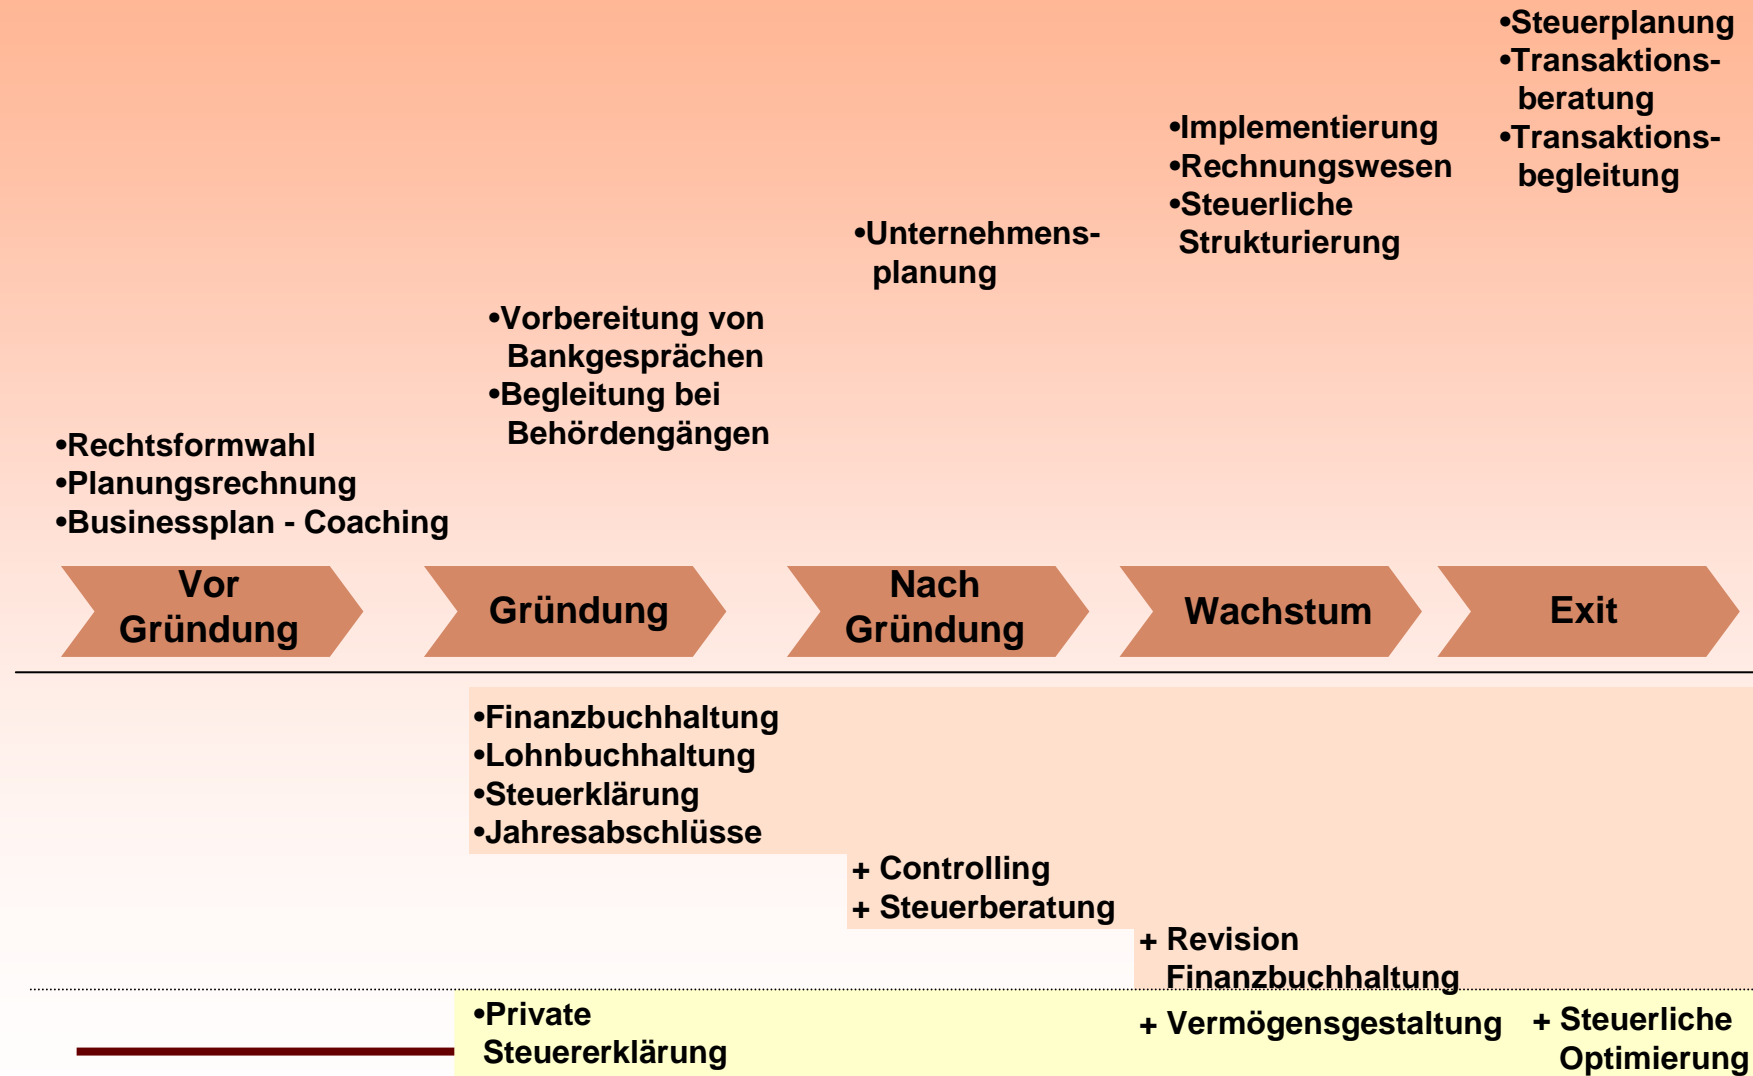 •Steuerplanung
•Transaktions-
beratung
•Transaktions-
begleitung
•Implementierung
•Rechnungswesen
•Steuerliche
Strukturierung
•Unternehmens-
planung
•Vorbereitung von
Bankgesprächen
•Begleitung bei
Behördengängen
•Rechtsformwahl
•Planungsrechnung
•Businessplan - Coaching
Vor
Gründung
Gründung
Nach
Gründung
Wachstum
Exit
•Finanzbuchhaltung
•Lohnbuchhaltung
•Steuerklärung
•Jahresabschlüsse
+ Controlling
+ Steuerberatung
+ Revision
Finanzbuchhaltung
•Private
Steuererklärung
+ Vermögensgestaltung
+ Steuerliche
Optimierung